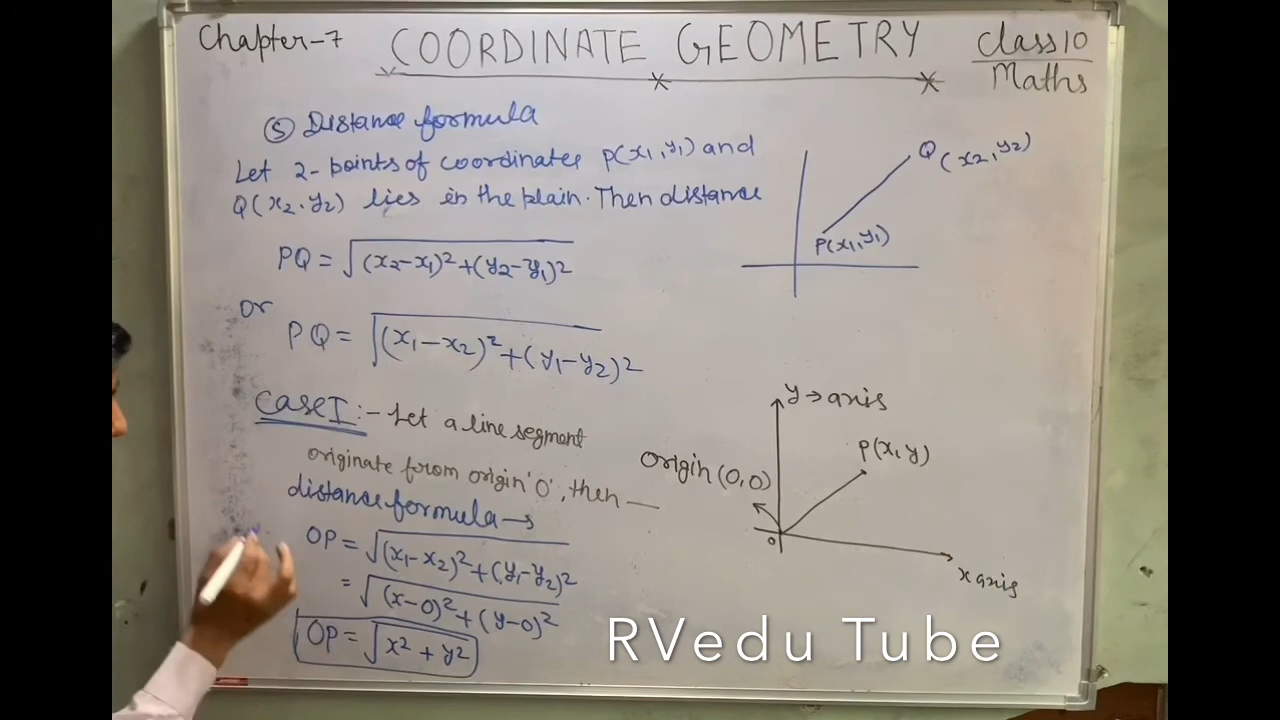 Chapter-7 COORDINATE GEOMETRY Class 10
Maths
⑤ Distance formula
Let 2-points of coordinates P(x₁,y₁) and
Q(x₂,y₂) lies in the plain. Then distance
PQ = √(x₂-x₁)²+(y₂-y₁)²
or
PQ = √(x₁-x₂)²+(y₁-y₂)²
Q(x₂,y₂)
P(x₁,y₁)
Case I :- Let a line segment
originate from origin 'O', then —
distance formula →
OP = √(x₁-x₂)²+(y₁-y₂)²
= √(x-0)²+(y-0)²
OP = √x²+y²
y→axis
P(x,y)
Origin (0,0)
O
x axis
RVedu Tube